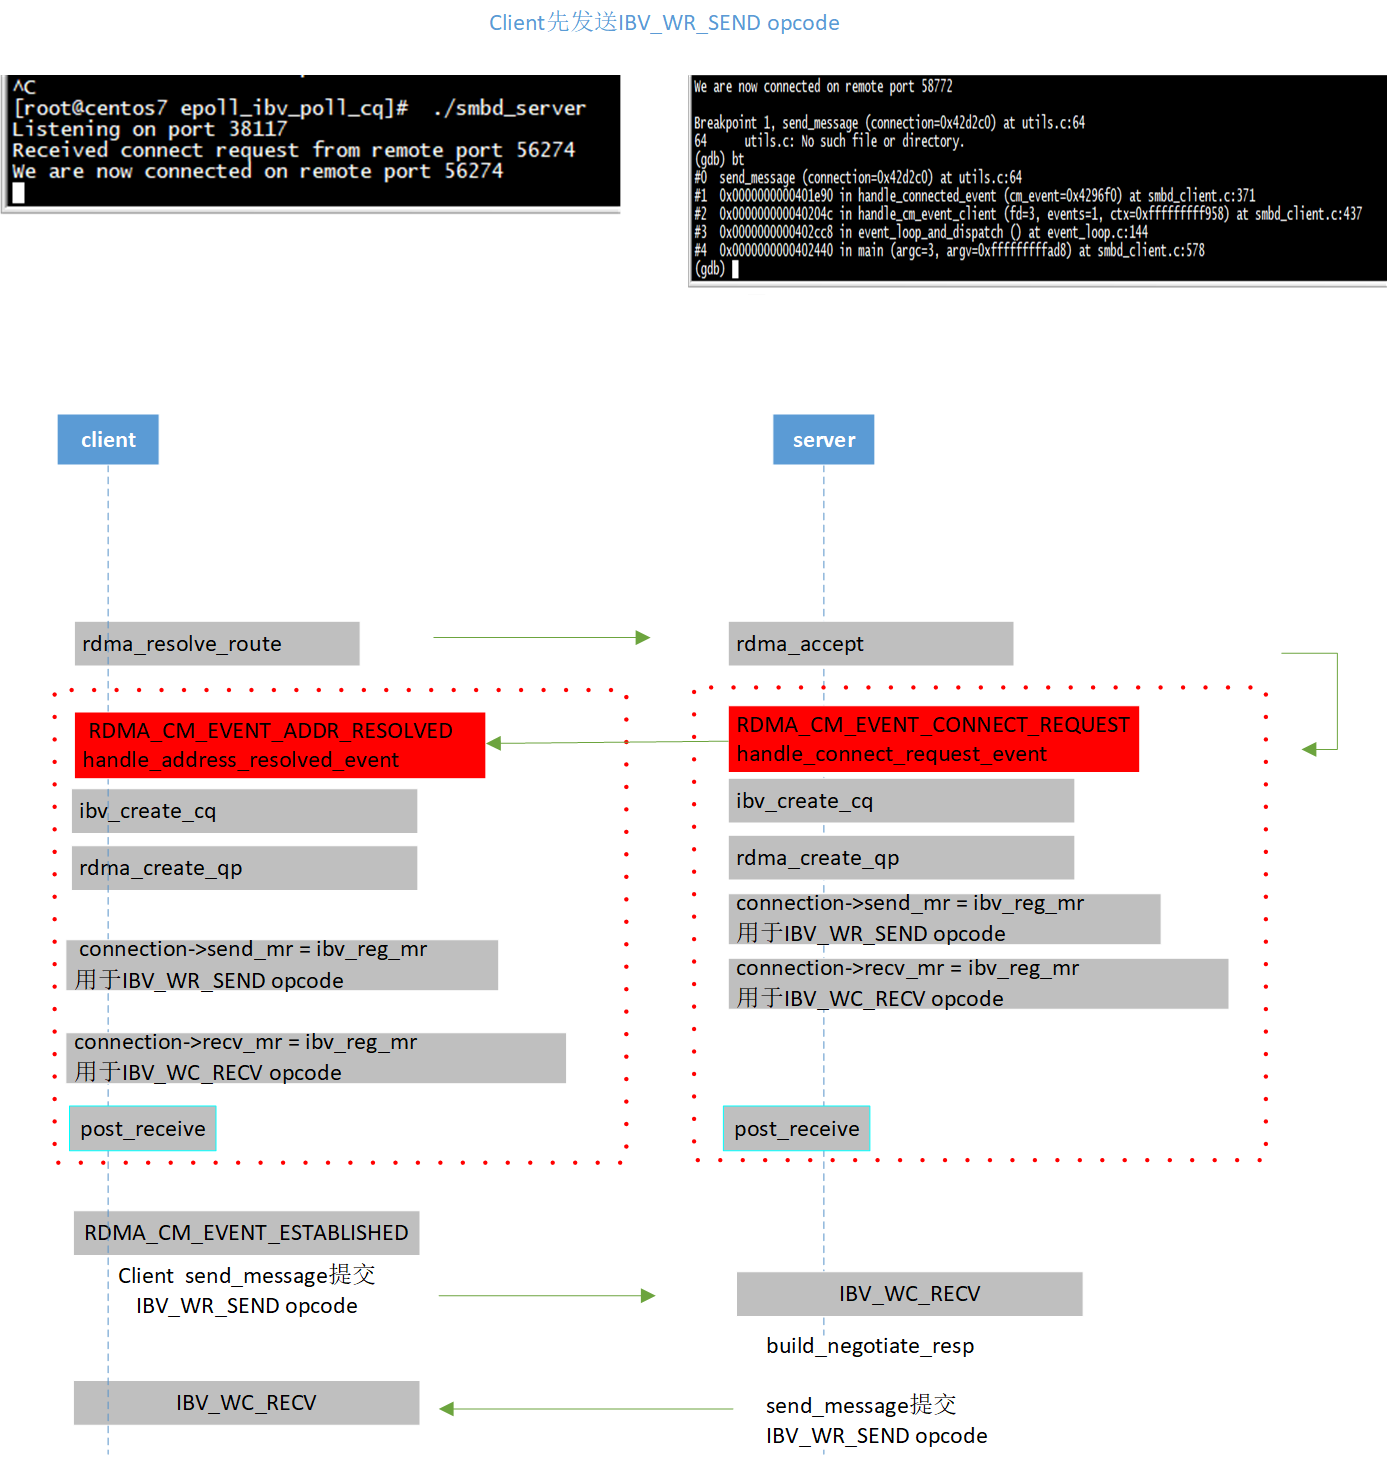 Client先发送IBV_WR_SEND opcode
^C
[root@centos7 epoll_ibv_poll_cq]# ./smbd_server
Listening on port 38117
Received connect request from remote port 56274
We are now connected on remote port 56274
We are now connected on remote port 58772
Breakpoint 1, send_message (connection=0x42d2c0) at utils.c:64
64 utils.c: No such file or directory.
(gdb) bt
#0 send_message (connection=0x42d2c0) at utils.c:64
#1 0x0000000000401e90 in handle_connected_event (cm_event=0x4296f0) at smbd_client.c:371
#2 0x000000000040204c in handle_cm_event_client (fd=3, events=1, ctx=0xfffffffff958) at smbd_client.c:437
#3 0x0000000000402cc8 in event_loop_and_dispatch () at event_loop.c:144
#4 0x0000000000402440 in main (argc=3, argv=0xfffffffffad8) at smbd_client.c:578
(gdb)
client
server
rdma_resolve_route
rdma_accept
RDMA_CM_EVENT_ADDR_RESOLVED
handle_address_resolved_event
RDMA_CM_EVENT_CONNECT_REQUEST
handle_connect_request_event
ibv_create_cq
ibv_create_cq
rdma_create_qp
rdma_create_qp
connection->send_mr = ibv_reg_mr
用于IBV_WR_SEND opcode
connection->send_mr = ibv_reg_mr
用于IBV_WR_SEND opcode
connection->recv_mr = ibv_reg_mr
用于IBV_WC_RECV opcode
connection->recv_mr = ibv_reg_mr
用于IBV_WC_RECV opcode
post_receive
post_receive
RDMA_CM_EVENT_ESTABLISHED
Client send_message提交
IBV_WR_SEND opcode
IBV_WC_RECV
build_negotiate_resp
IBV_WC_RECV
send_message提交
IBV_WR_SEND opcode